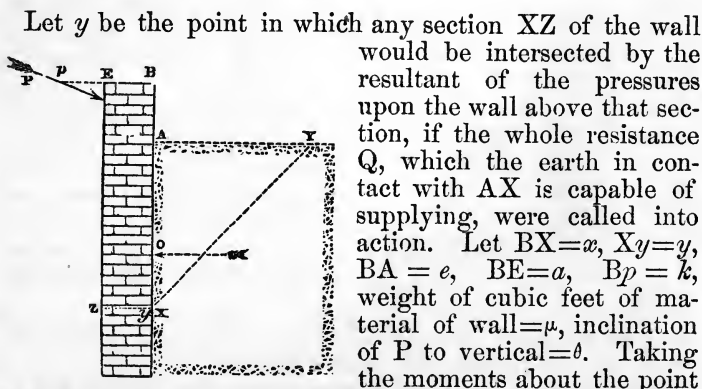 Let y be the point in which any section XZ of the wall
would be intersected by the
resultant of the pressures
upon the wall above that sec-
tion, if the whole resistance
Q, which the earth in con-
tact with AX is capable of
supplying, were called into
action. Let BX=x, Xy=y,
BA = e, BE=a, Bp = k,
weight of cubic feet of ma-
terial of wall=μ, inclination
of P to vertical=θ. Taking
the moments about the point
P p E B
A Y
O
Z y X